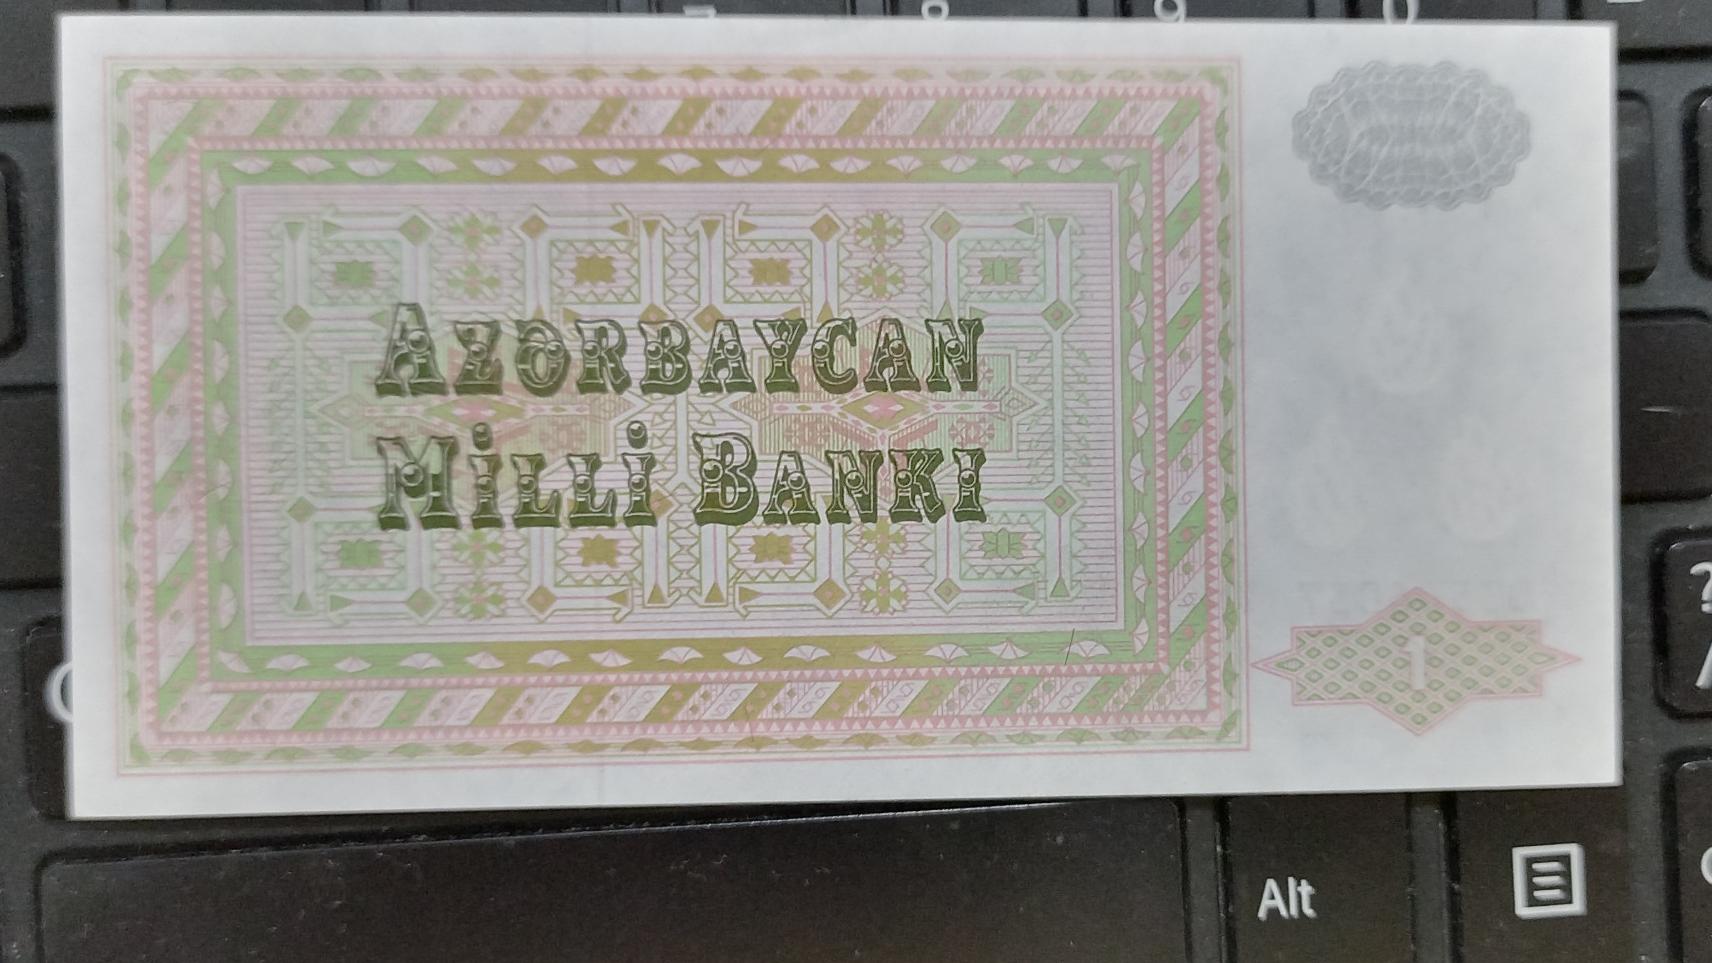 AZƏRBAYCAN
MİLLİ BANKI
1
Alt